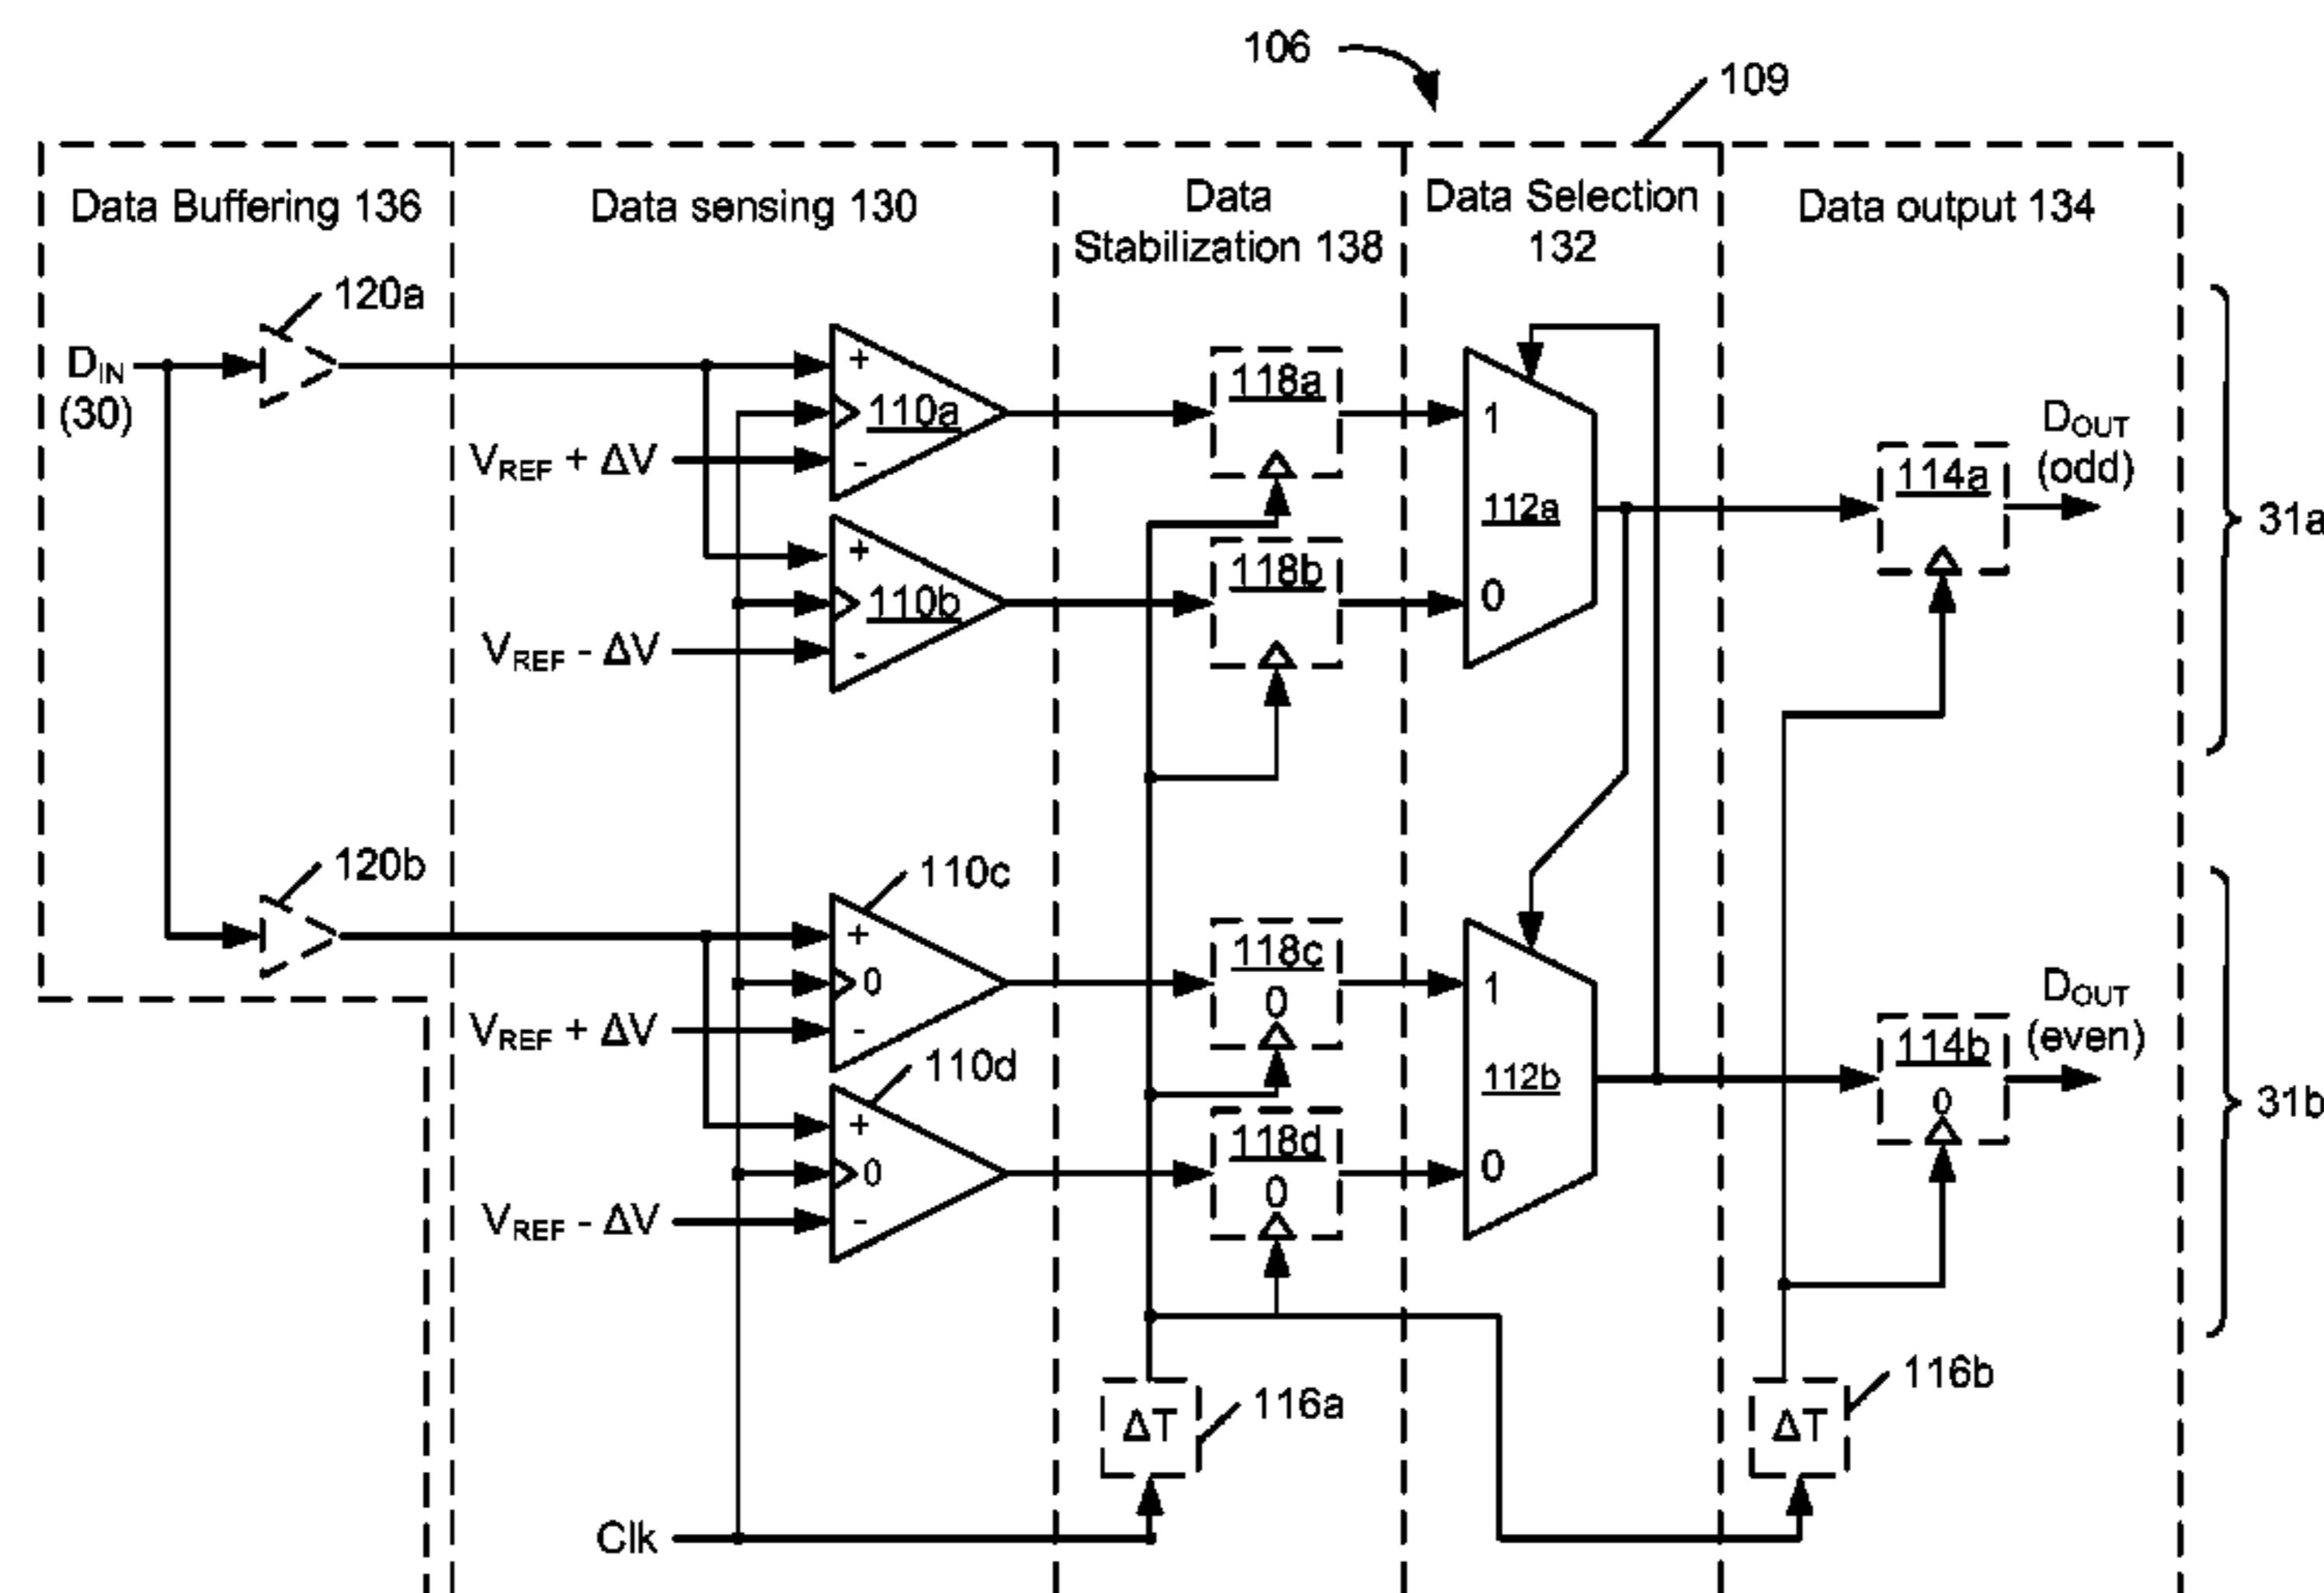 106
109
Data Buffering 136
Data sensing 130
Data
Stabilization 138
Data Selection
132
Data output 134
120a
DIN
(30)
+
110a
-
VREF + ΔV
118a
1
112a
0
114a
DOUT
(odd)
31a
+
110b
-
VREF - ΔV
118b
120b
110c
+
0
-
VREF + ΔV
118c
0
1
112b
0
114b
0
DOUT
(even)
31b
110d
+
0
-
VREF - ΔV
118d
0
ΔT
116a
ΔT
116b
Clk